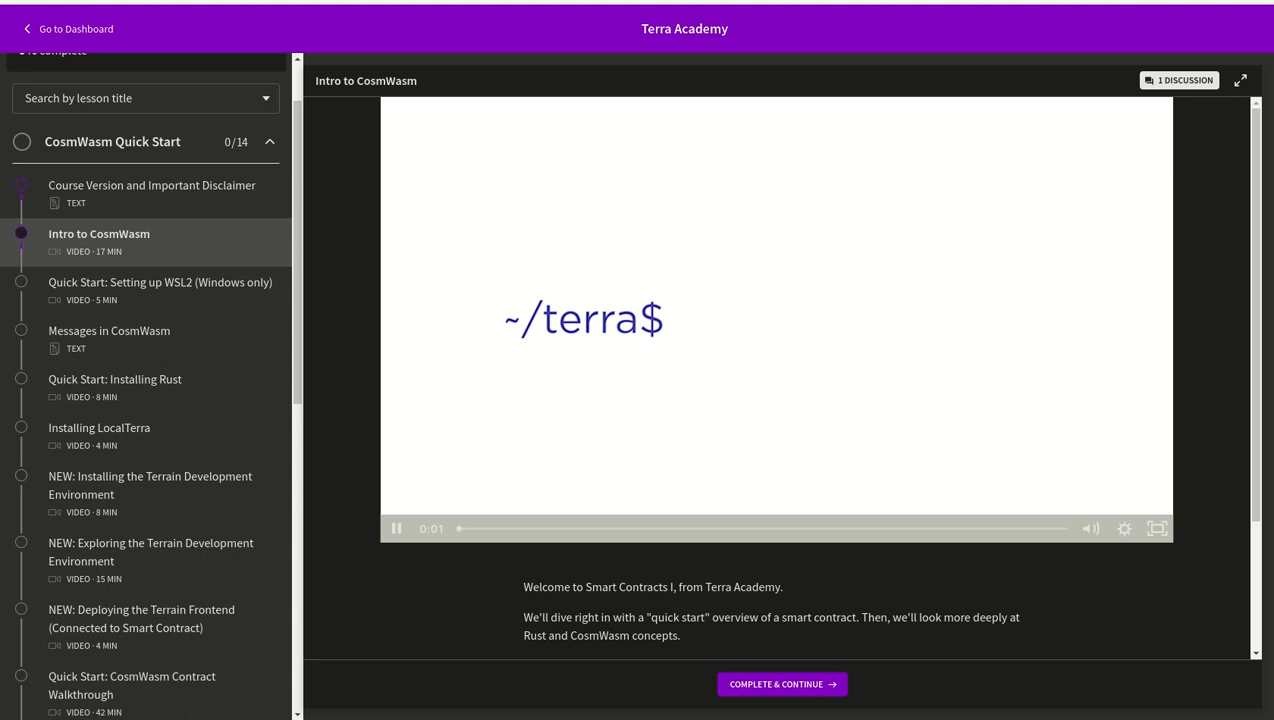 Go to Dashboard
Terra Academy
complete
Search by lesson title
CosmWasm Quick Start
0/14
Course Version and Important Disclaimer
TEXT
Intro to CosmWasm
VIDEO · 17 MIN
Quick Start: Setting up WSL2 (Windows only)
VIDEO · 5 MIN
Messages in CosmWasm
TEXT
Quick Start: Installing Rust
VIDEO · 8 MIN
Installing LocalTerra
VIDEO · 4 MIN
NEW: Installing the Terrain Development
Environment
VIDEO · 8 MIN
NEW: Exploring the Terrain Development
Environment
VIDEO · 15 MIN
NEW: Deploying the Terrain Frontend
(Connected to Smart Contract)
VIDEO · 4 MIN
Quick Start: CosmWasm Contract
Walkthrough
VIDEO · 42 MIN
Intro to CosmWasm
1 DISCUSSION
~/terra$
0:01
Welcome to Smart Contracts I, from Terra Academy.
We'll dive right in with a "quick start" overview of a smart contract. Then, we'll look more deeply at
Rust and CosmWasm concepts.
COMPLETE & CONTINUE →